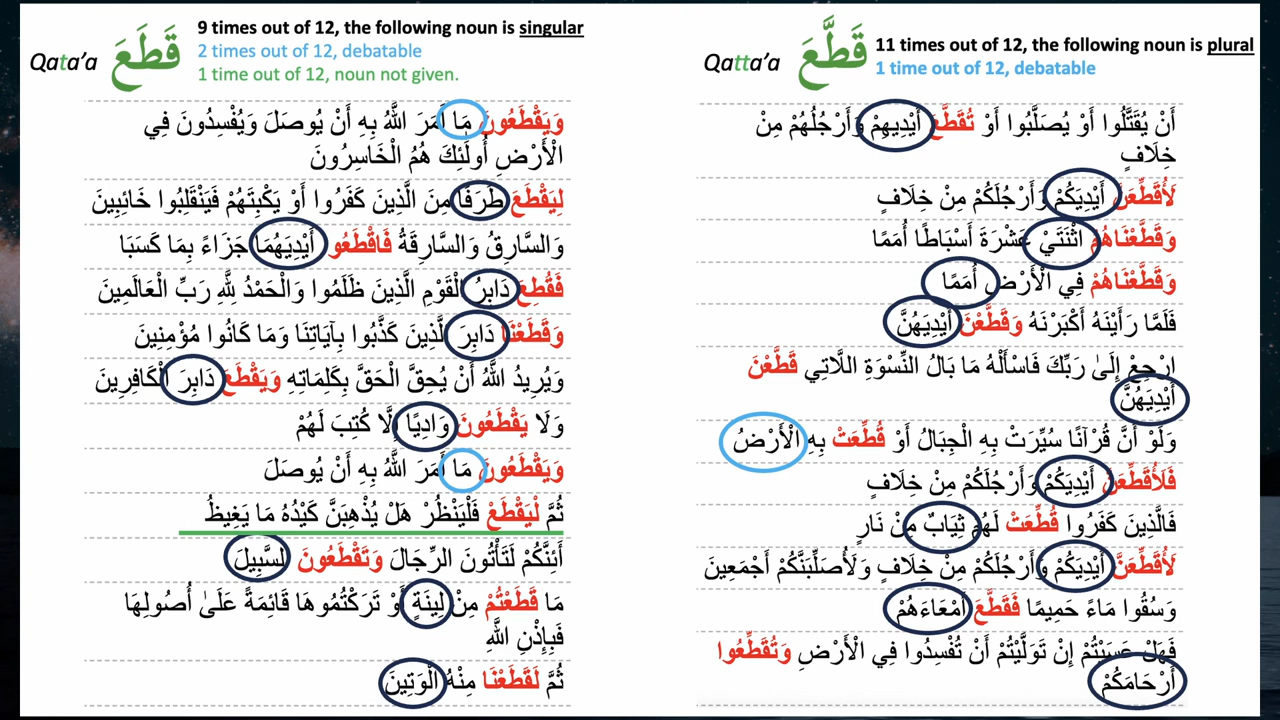 Qata'a قَطَعَ
9 times out of 12, the following noun is singular
2 times out of 12, debatable
1 time out of 12, noun not given.
وَيَقْطَعُونَ مَا أَمَرَ اللَّهُ بِهِ أَنْ يُوصَلَ وَيُفْسِدُونَ فِي
الْأَرْضِ أُولَٰئِكَ هُمُ الْخَاسِرُونَ
لِيَقْطَعَ طَرَفًا مِنَ الَّذِينَ كَفَرُوا أَوْ يَكْبِتَهُمْ فَيَنْقَلِبُوا خَائِبِينَ
وَالسَّارِقُ وَالسَّارِقَةُ فَاقْطَعُوا أَيْدِيَهُمَا جَزَاءً بِمَا كَسَبَا
فَقُطِعَ دَابِرُ الْقَوْمِ الَّذِينَ ظَلَمُوا وَالْحَمْدُ لِلَّهِ رَبِّ الْعَالَمِينَ
وَقَطَعْنَا دَابِرَ الَّذِينَ كَذَّبُوا بِآيَاتِنَا وَمَا كَانُوا مُؤْمِنِينَ
وَيُرِيدُ اللَّهُ أَنْ يُحِقَّ الْحَقَّ بِكَلِمَاتِهِ وَيَقْطَعَ دَابِرَ الْكَافِرِينَ
وَلَا يَقْطَعُونَ وَادِيًا إِلَّا كُتِبَ لَهُمْ
وَيَقْطَعُونَ مَا أَمَرَ اللَّهُ بِهِ أَنْ يُوصَلَ
ثُمَّ لْيَقْطَعْ فَلْيَنْظُرْ هَلْ يُذْهِبَنَّ كَيْدُهُ مَا يَغِيظُ
أَئِنَّكُمْ لَتَأْتُونَ الرِّجَالَ وَتَقْطَعُونَ السَّبِيلَ
مَا قَطَعْتُمْ مِنْ لِينَةٍ أَوْ تَرَكْتُمُوهَا قَائِمَةً عَلَىٰ أُصُولِهَا
فَبِإِذْنِ اللَّهِ
ثُمَّ لَقَطَعْنَا مِنْهُ الْوَتِينَ
Qatta'a قَطَّعَ
11 times out of 12, the following noun is plural
1 time out of 12, debatable
أَنْ يُقَتَّلُوا أَوْ يُصَلَّبُوا أَوْ تُقَطَّعَ أَيْدِيهِمْ وَأَرْجُلُهُمْ مِنْ
خِلَافٍ
لَأُقَطِّعَنَّ أَيْدِيَكُمْ وَأَرْجُلَكُمْ مِنْ خِلَافٍ
وَقَطَّعْنَاهُمُ اثْنَتَيْ عَشْرَةَ أَسْبَاطًا أُمَمًا
وَقَطَّعْنَاهُمْ فِي الْأَرْضِ أُمَمًا
فَلَمَّا رَأَيْنَهُ أَكْبَرْنَهُ وَقَطَّعْنَ أَيْدِيَهُنَّ
ارْجِعْ إِلَىٰ رَبِّكَ فَاسْأَلْهُ مَا بَالُ النِّسْوَةِ اللَّاتِي قَطَّعْنَ
أَيْدِيَهُنَّ
وَلَوْ أَنَّ قُرْآنًا سُيِّرَتْ بِهِ الْجِبَالُ أَوْ قُطِّعَتْ بِهِ الْأَرْضُ
فَلَأُقَطِّعَنَّ أَيْدِيَكُمْ وَأَرْجُلَكُمْ مِنْ خِلَافٍ
فَالَّذِينَ كَفَرُوا قُطِّعَتْ لَهُمْ ثِيَابٌ مِنْ نَارٍ
لَأُقَطِّعَنَّ أَيْدِيَكُمْ وَأَرْجُلَكُمْ مِنْ خِلَافٍ وَلَأُصَلِّبَنَّكُمْ أَجْمَعِينَ
وَسُقُوا مَاءً حَمِيمًا فَقَطَّعَ أَمْعَاءَهُمْ
فَهَلْ عَسَيْتُمْ إِنْ تَوَلَّيْتُمْ أَنْ تُفْسِدُوا فِي الْأَرْضِ وَتُقَطِّعُوا
أَرْحَامَكُمْ